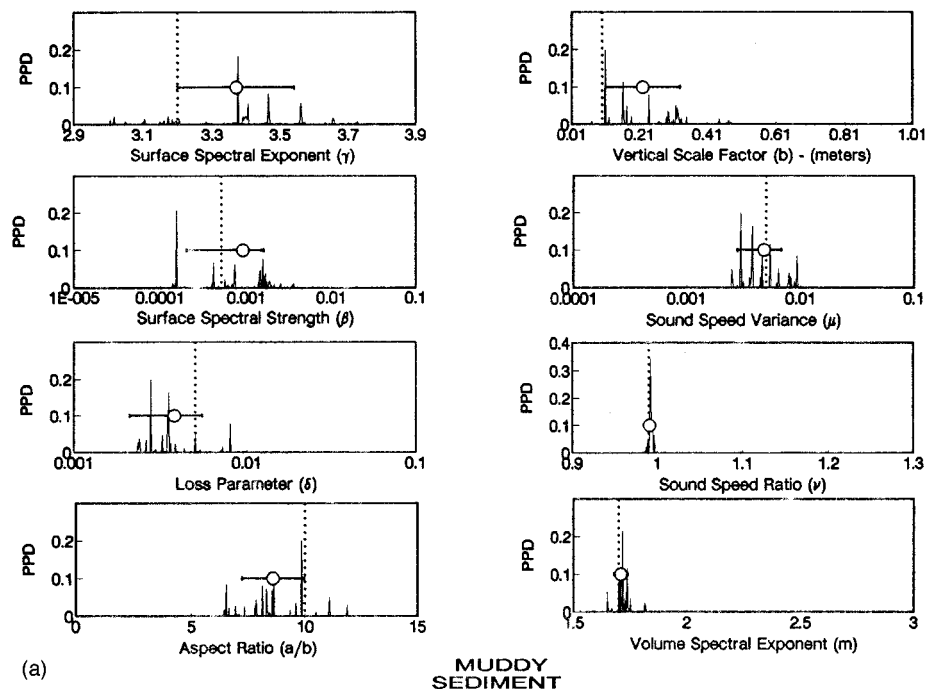 PPD
0.2
0.1
0
2.9 3.1 3.3 3.5 3.7 3.9
Surface Spectral Exponent (γ)
PPD
0.2
0.1
0
0.01 0.21 0.41 0.61 0.81 1.01
Vertical Scale Factor (b) - (meters)
PPD
0.2
0.1
0
1E-005 0.0001 0.001 0.01 0.1
Surface Spectral Strength (β)
PPD
0.2
0.1
0
0.0001 0.001 0.01 0.1
Sound Speed Variance (μ)
PPD
0.2
0.1
0
0.001 0.01 0.1
Loss Parameter (δ)
PPD
0.4
0.3
0.2
0.1
0
0.9 1 1.1 1.2 1.3
Sound Speed Ratio (ν)
PPD
0.2
0.1
0
0 5 10 15
Aspect Ratio (a/b)
PPD
0.2
0.1
0
1.5 2 2.5 3
Volume Spectral Exponent (m)
(a)
MUDDY
SEDIMENT